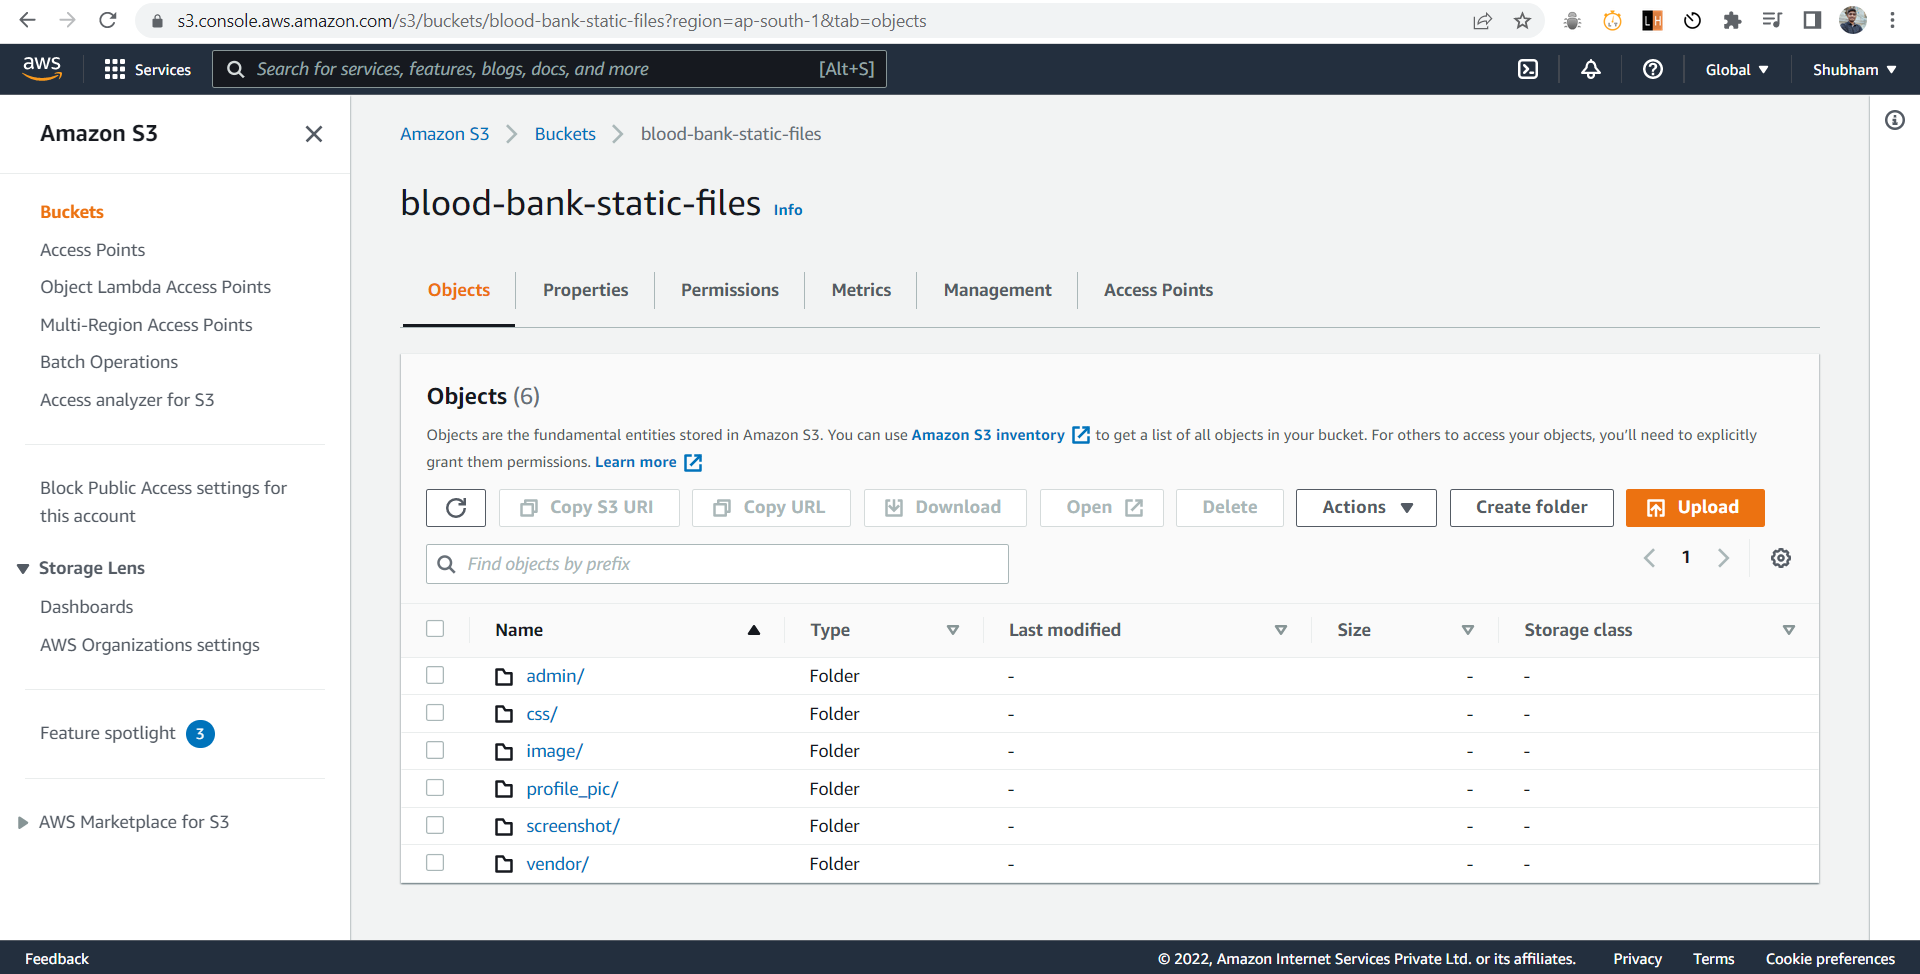 s3.console.aws.amazon.com/s3/buckets/blood-bank-static-files?region=ap-south-1&tab=objects
LH
aws
Services
Search for services, features, blogs, docs, and more
[Alt+S]
Global
Shubham
Amazon S3
Buckets
Access Points
Object Lambda Access Points
Multi-Region Access Points
Batch Operations
Access analyzer for S3
Block Public Access settings for
this account
Storage Lens
Dashboards
AWS Organizations settings
Feature spotlight 3
AWS Marketplace for S3
Amazon S3 Buckets blood-bank-static-files
blood-bank-static-files Info
Objects Properties Permissions Metrics Management Access Points
Objects (6)
Objects are the fundamental entities stored in Amazon S3. You can use Amazon S3 inventory to get a list of all objects in your bucket. For others to access your objects, you'll need to explicitly
grant them permissions. Learn more
Copy S3 URI Copy URL Download Open Delete Actions Create folder Upload
Find objects by prefix
1
Name Type Last modified Size Storage class
admin/ Folder - - -
css/ Folder - - -
image/ Folder - - -
profile_pic/ Folder - - -
screenshot/ Folder - - -
vendor/ Folder - - -
Feedback
© 2022, Amazon Internet Services Private Ltd. or its affiliates. Privacy Terms Cookie preferences